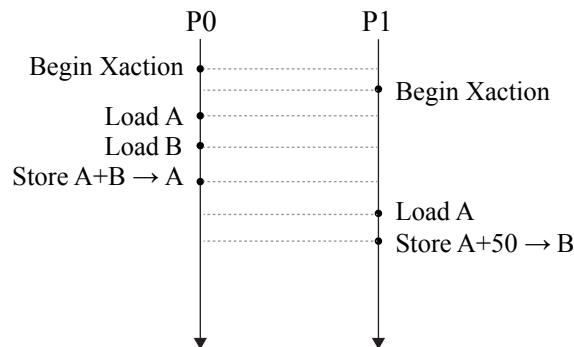 P0 P1
Begin Xaction
Begin Xaction
Load A
Load B
Store A+B → A
Load A
Store A+50 → B